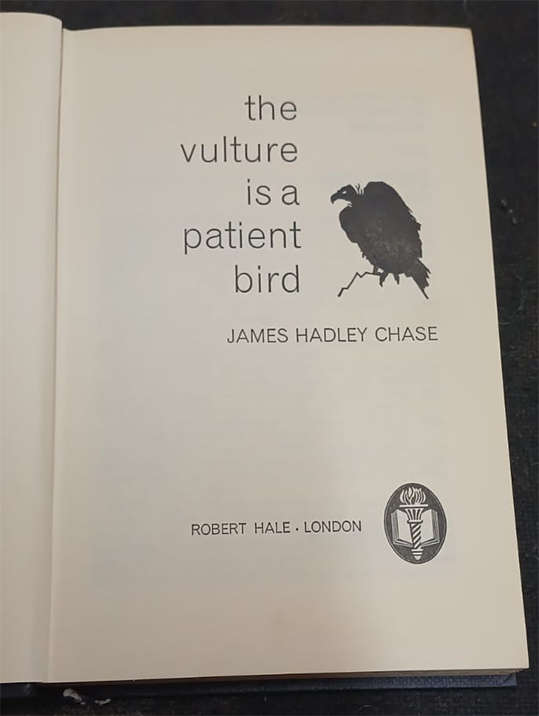 the
vulture
is a
patient
bird
JAMES HADLEY CHASE
ROBERT HALE · LONDON